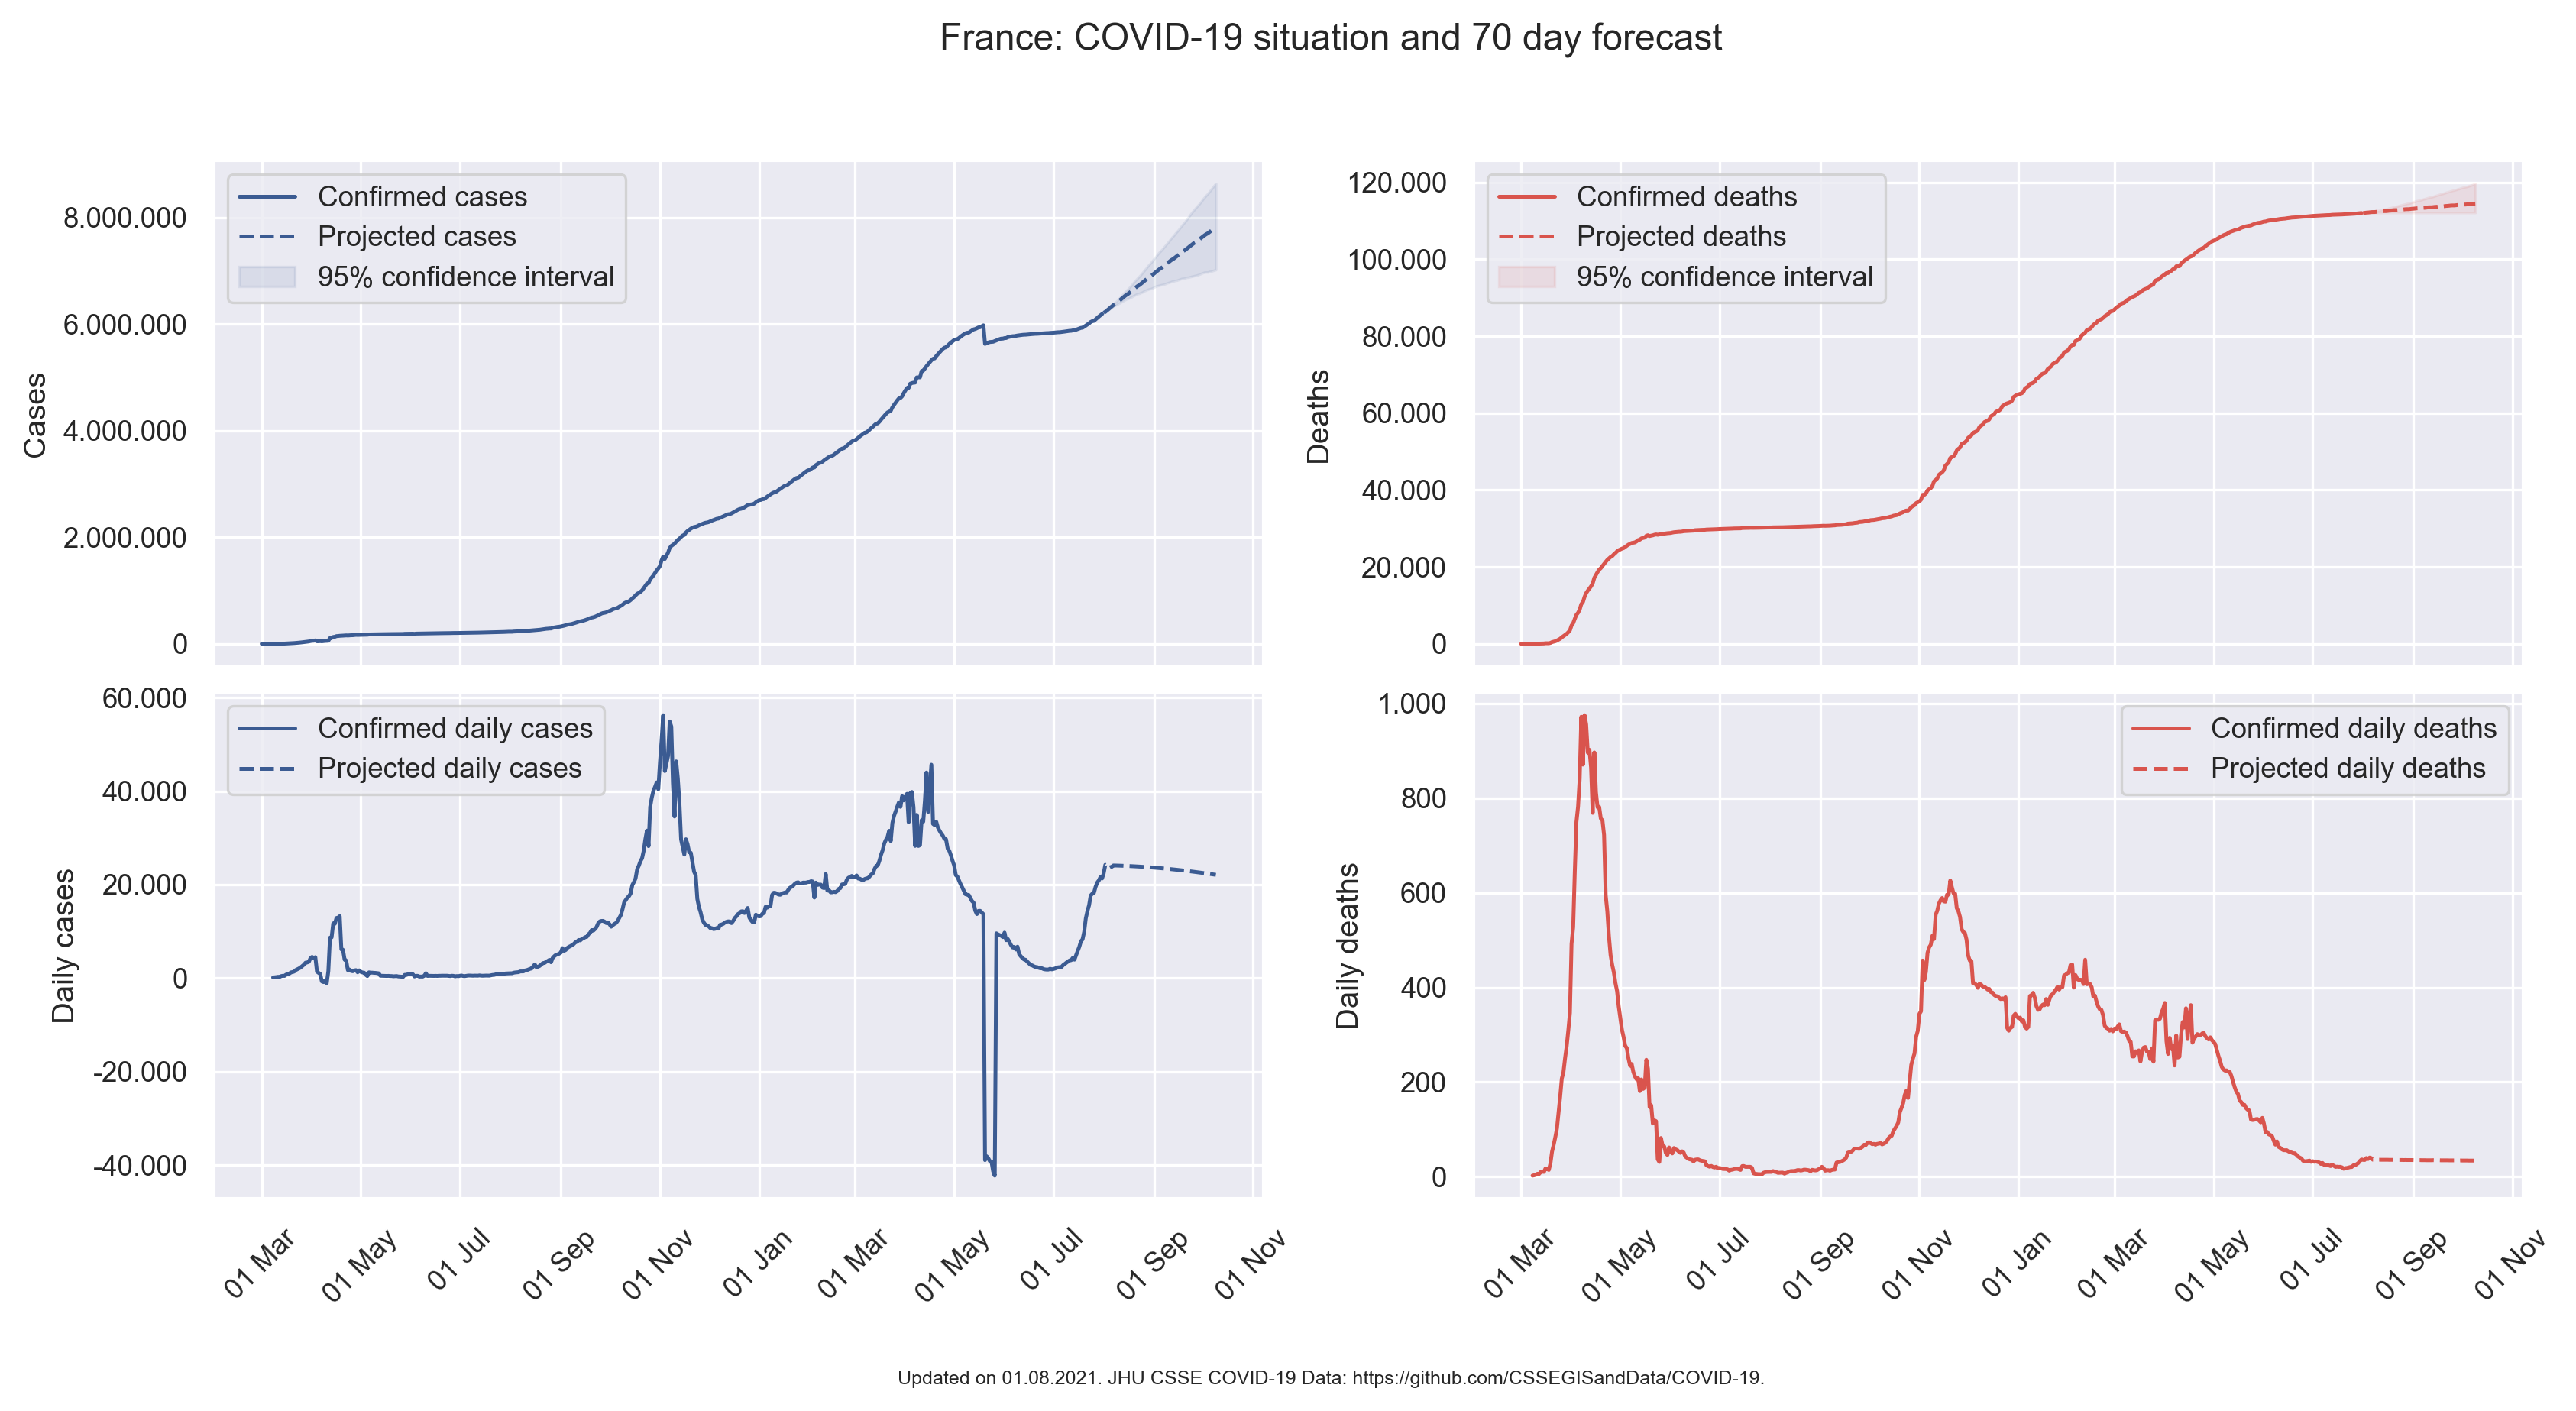 France: COVID-19 situation and 70 day forecast
Cases
8.000.000
6.000.000
4.000.000
2.000.000
0
Confirmed cases
Projected cases
95% confidence interval
Deaths
120.000
100.000
80.000
60.000
40.000
20.000
0
Confirmed deaths
Projected deaths
95% confidence interval
Daily cases
60.000
40.000
20.000
0
-20.000
-40.000
Confirmed daily cases
Projected daily cases
01 Mar
01 May
01 Jul
01 Sep
01 Nov
01 Jan
01 Mar
01 May
01 Jul
01 Sep
01 Nov
Daily deaths
1.000
800
600
400
200
0
Confirmed daily deaths
Projected daily deaths
01 Mar
01 May
01 Jul
01 Sep
01 Nov
01 Jan
01 Mar
01 May
01 Jul
01 Sep
01 Nov
Updated on 01.08.2021. JHU CSSE COVID-19 Data: https://github.com/CSSEGISandData/COVID-19.